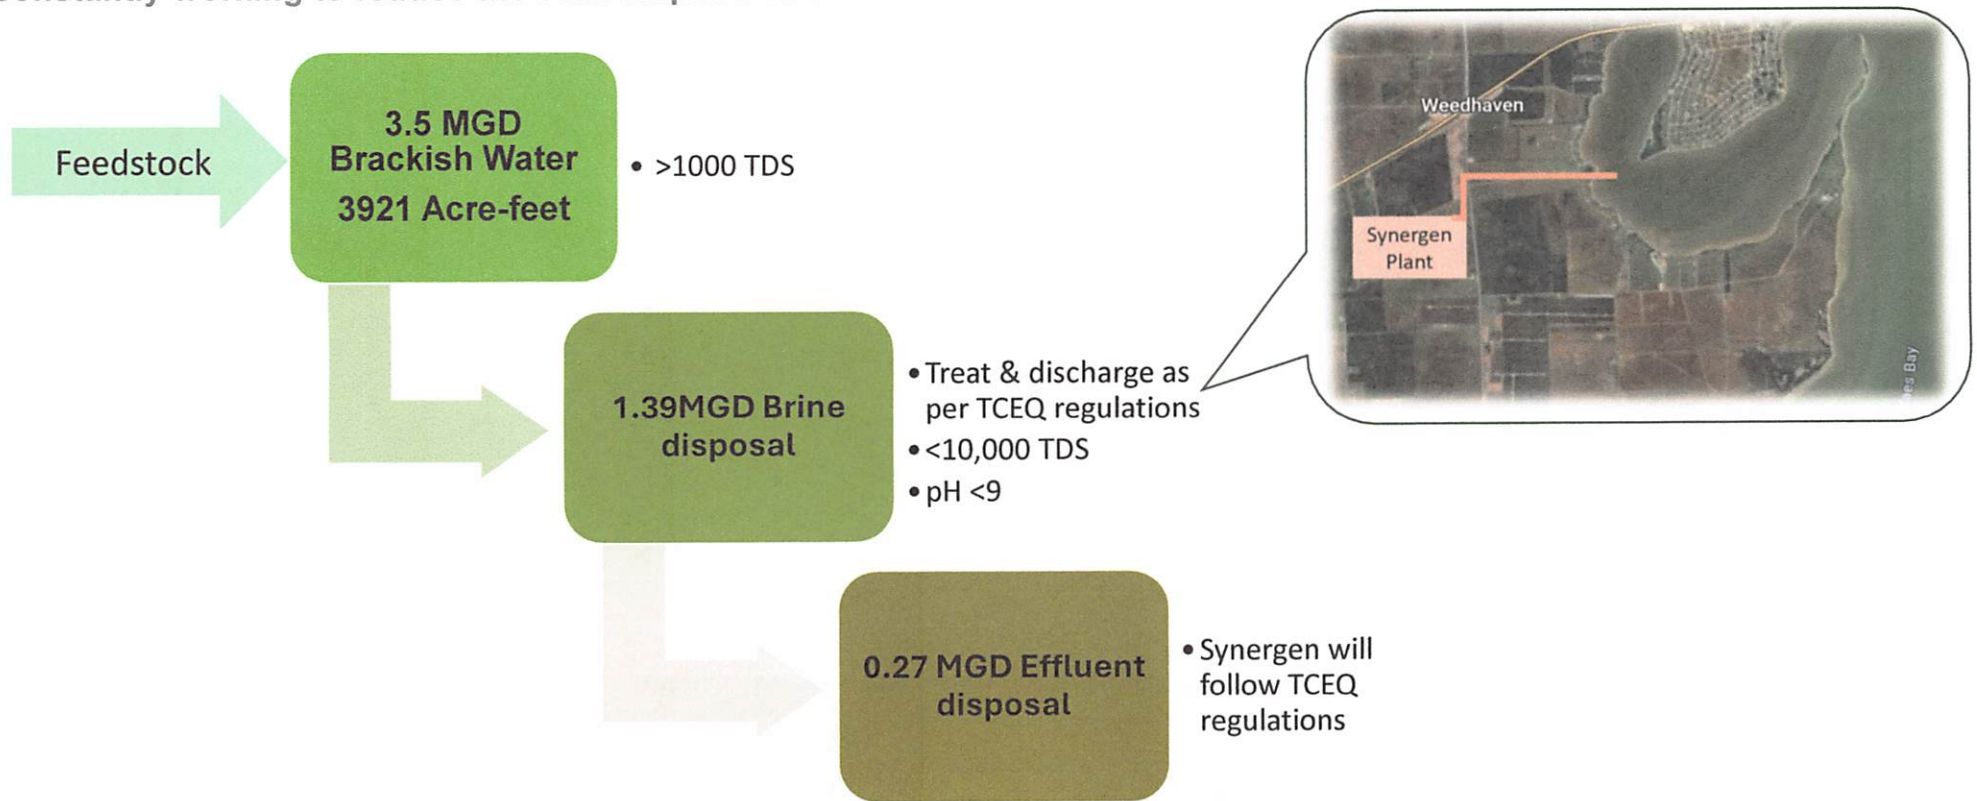 Feedstock
3.5 MGD
Brackish Water
3921 Acre-feet
• >1000 TDS
1.39MGD Brine
disposal
• Treat & discharge as
per TCEQ regulations
• <10,000 TDS
• pH <9
0.27 MGD Effluent
disposal
• Synergen will
follow TCEQ
regulations
Weedhaven
Synergen
Plant
Bay